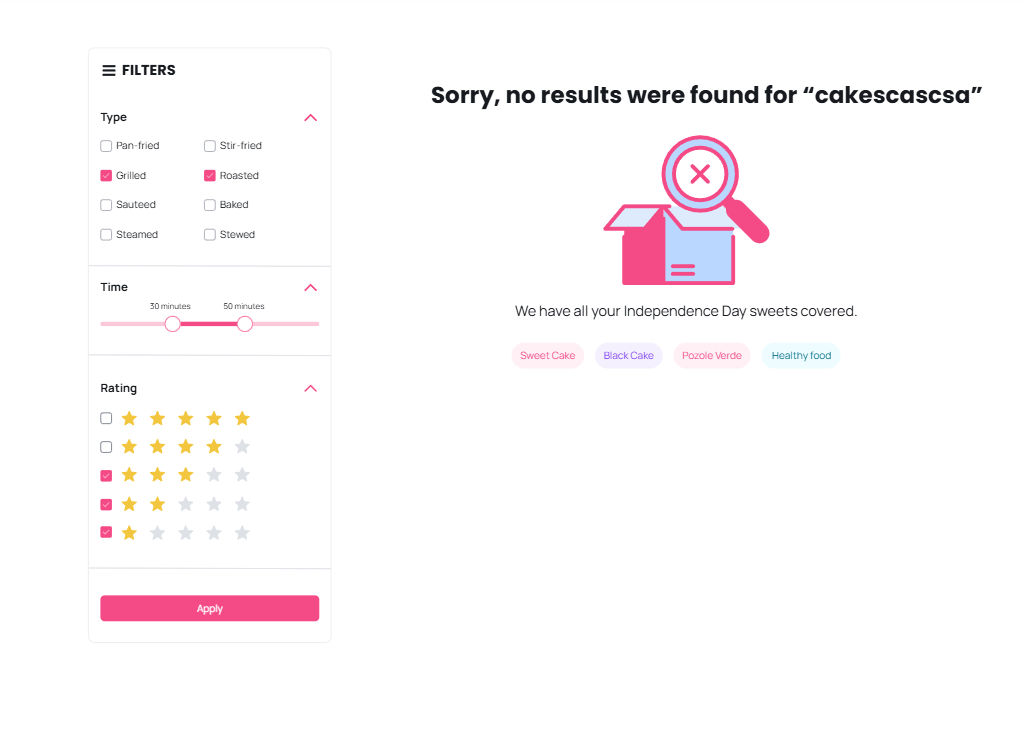 FILTERS
Type
Pan-fried
Stir-fried
Grilled
Roasted
Sauteed
Baked
Steamed
Stewed
Time
30 minutes
50 minutes
Rating
Apply
Sorry, no results were found for “cakescascsa”
We have all your Independence Day sweets covered.
Sweet Cake
Black Cake
Pozole Verde
Healthy food